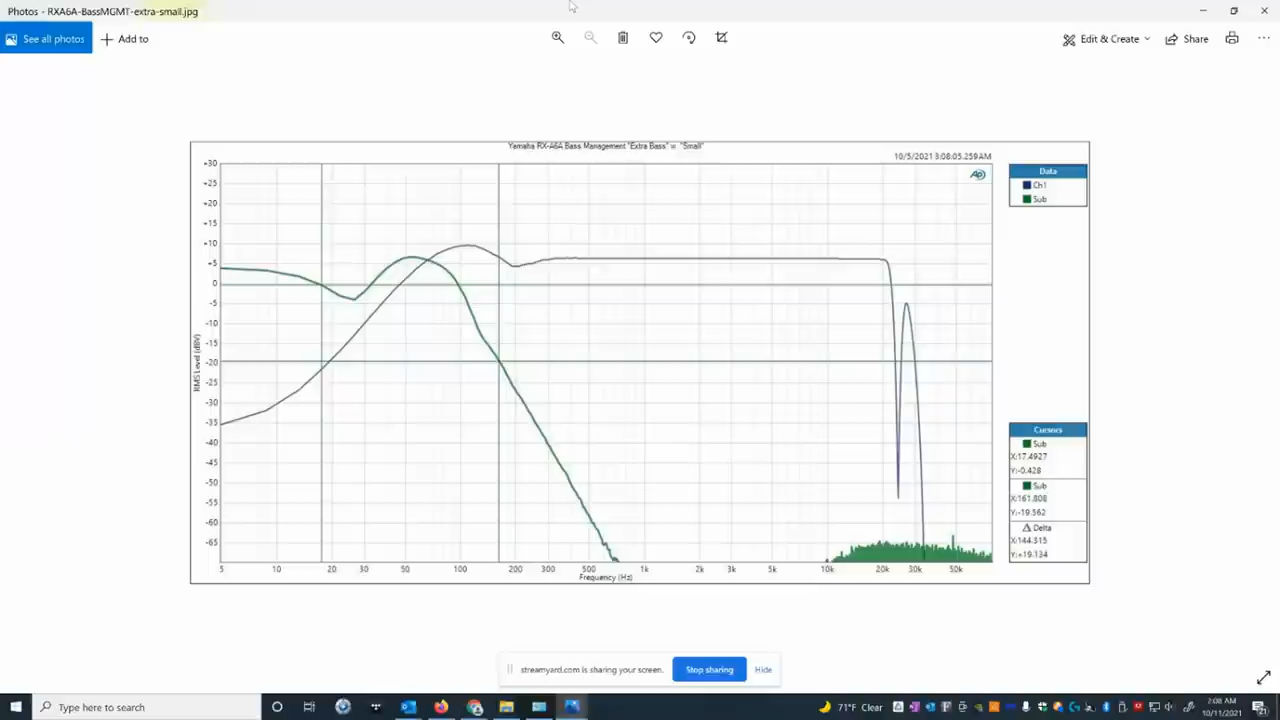 Photos - RXA6A-BassMGMT-extra-small.jpg
See all photos
Add to
Edit & Create
Share
Yamaha RX-A6A Bass Management "Extra Bass" w "Small"
10/5/2021 3:08:05.259AM
AP
+30
+25
+20
+15
+10
+5
0
-5
-10
-15
-20
-25
-30
-35
-40
-45
-50
-55
-60
-65
RMS Level (dBV)
5 10 20 30 50 100 200 300 500 1k 2k 3k 5k 10k 20k 30k 50k
Frequency (Hz)
Data
Ch1
Sub
Cursors
Sub
X:17.4927
Y:-0.428
Sub
X:161.808
Y:-19.562
Δ Delta
X:144.315
Y:+19.134
streamyard.com is sharing your screen.
Stop sharing
Hide
Type here to search
71°F Clear
2:08 AM
10/11/2021